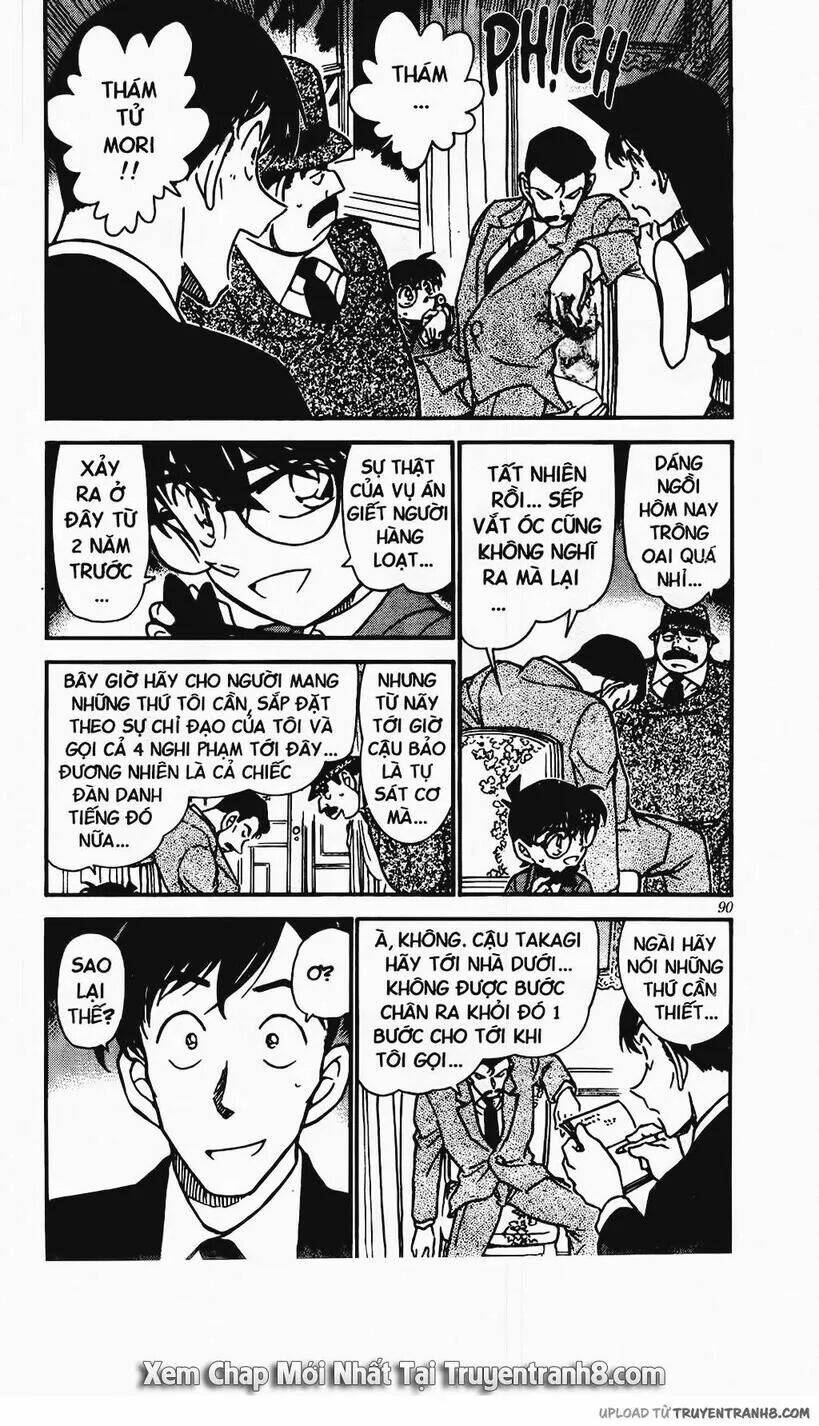 PHỊCH
THÁM
...
THÁM
TỬ
MORI
!!
DÁNG
NGỒI
HÔM NAY
TRÔNG
OAI QUÁ
NHỈ...
TẤT NHIÊN
RỒI... SẾP
VẮT ÓC CŨNG
KHÔNG NGHĨ
RA MÀ LẠI
...
SỰ THẬT
CỦA VỤ ÁN
GIẾT NGƯỜI
HÀNG
LOẠT...
XẢY
RA Ở
ĐÂY TỪ
2 NĂM
TRƯỚC
...
NHƯNG
TỪ NÃY
TỚI GIỜ
CẬU BẢO
LÀ TỰ
SÁT CƠ
MÀ...
BÂY GIỜ HÃY CHO NGƯỜI MANG
NHỮNG THỨ TÔI CẦN, SẮP ĐẶT
THEO SỰ CHỈ ĐẠO CỦA TÔI VÀ
GỌI CẢ 4 NGHI PHẠM TỚI ĐÂY...
ĐƯƠNG NHIÊN LÀ CẢ CHIẾC
ĐÀN DANH
TIẾNG ĐÓ
NỮA...
90
NGÀI HÃY
NÓI NHỮNG
THỨ CẦN
THIẾT...
À, KHÔNG. CẬU TAKAGI
HÃY TỚI NHÀ DƯỚI...
KHÔNG ĐƯỢC BƯỚC
CHÂN RA KHỎI ĐÓ 1
BƯỚC CHO TỚI KHI
TÔI GỌI...
Ơ?
SAO
LẠI
THẾ?
Xem Chap Mới Nhất Tại Truyentranh8.com
UPLOAD TỪ TRUYENTRANH8.COM